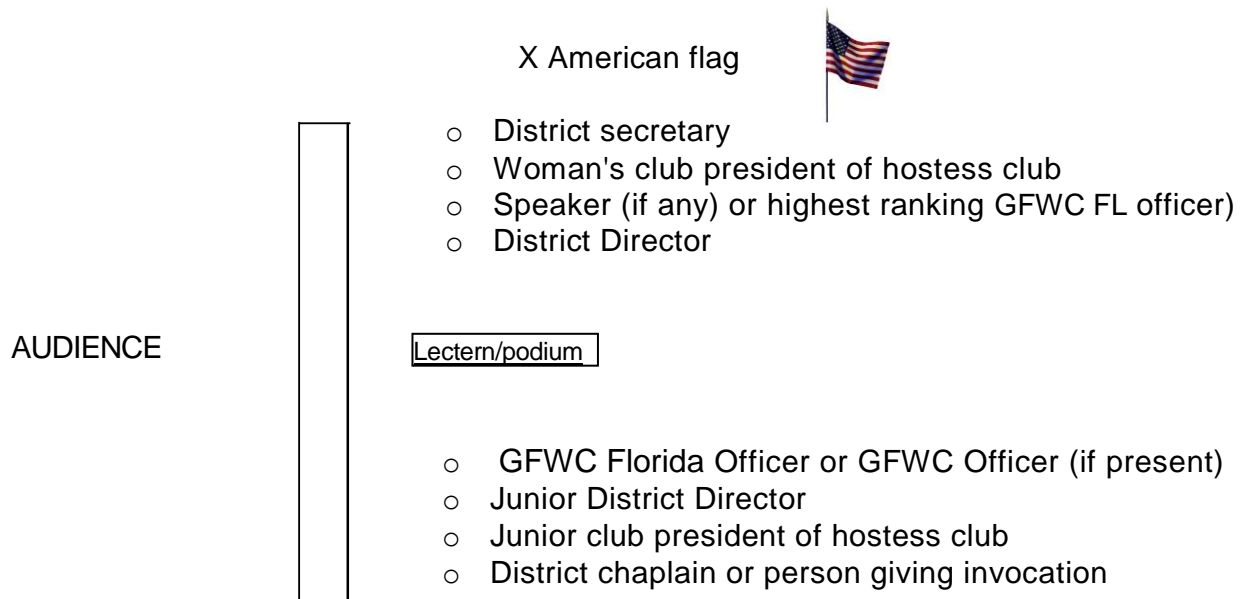 X American flag
○ District secretary
○ Woman's club president of hostess club
○ Speaker (if any) or highest ranking GFWC FL officer)
○ District Director
AUDIENCE
Lectern/podium
○ GFWC Florida Officer or GFWC Officer (if present)
○ Junior District Director
○ Junior club president of hostess club
○ District chaplain or person giving invocation